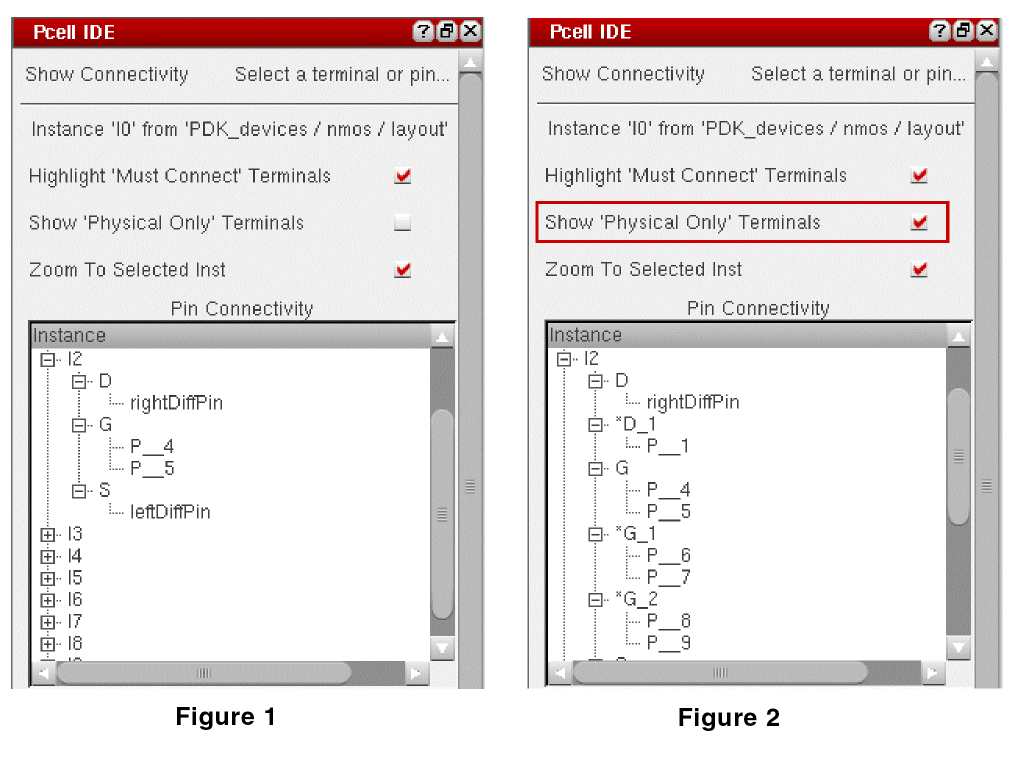 Pcell IDE
Show Connectivity Select a terminal or pin...
Instance 'I0' from 'PDK_devices / nmos / layout'
Highlight 'Must Connect' Terminals
Show 'Physical Only' Terminals
Zoom To Selected Inst
Pin Connectivity
Instance
I2
D
rightDiffPin
G
P__4
P__5
S
leftDiffPin
I3
I4
I5
I6
I7
I8
Figure 1
Pcell IDE
Show Connectivity Select a terminal or pin...
Instance 'I0' from 'PDK_devices / nmos / layout'
Highlight 'Must Connect' Terminals
Show 'Physical Only' Terminals
Zoom To Selected Inst
Pin Connectivity
Instance
I2
D
rightDiffPin
*D_1
P__1
G
P__4
P__5
*G_1
P__6
P__7
*G_2
P__8
P__9
Figure 2